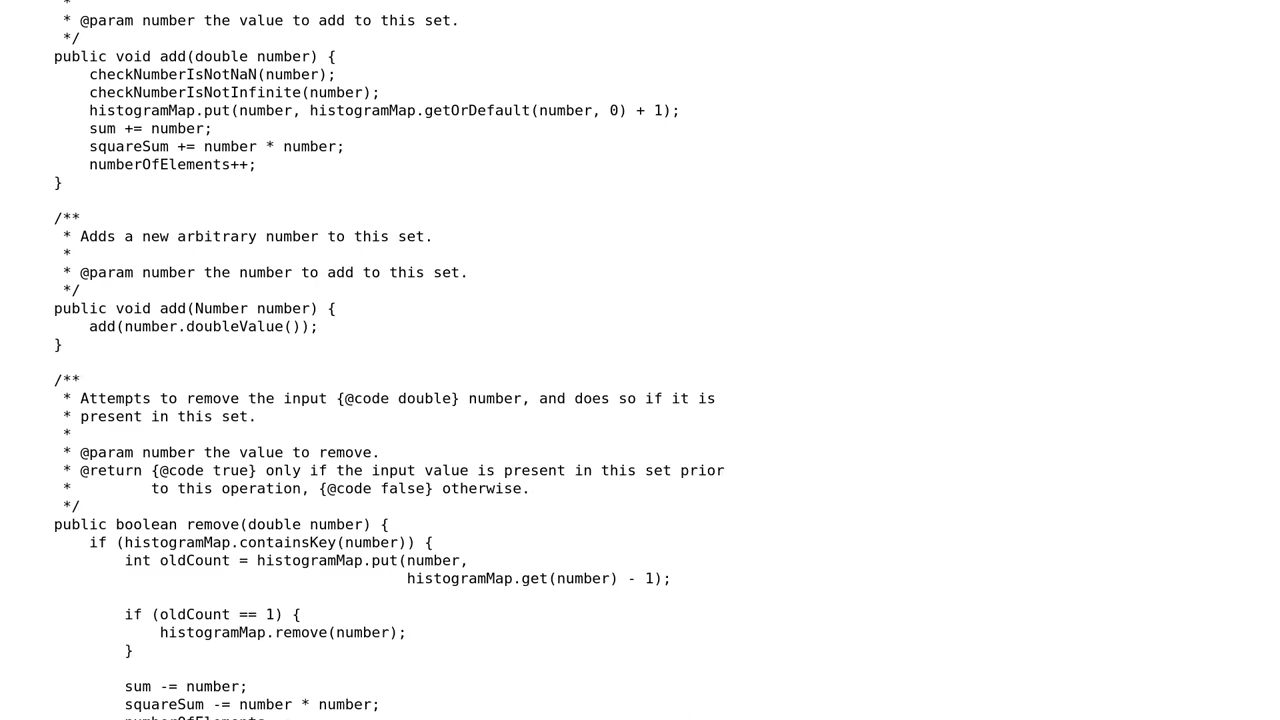 *
 * @param number the value to add to this set.
 */
public void add(double number) {
    checkNumberIsNotNaN(number);
    checkNumberIsNotInfinite(number);
    histogramMap.put(number, histogramMap.getOrDefault(number, 0) + 1);
    sum += number;
    squareSum += number * number;
    numberOfElements++;
}

/**
 * Adds a new arbitrary number to this set.
 *
 * @param number the number to add to this set.
 */
public void add(Number number) {
    add(number.doubleValue());
}

/**
 * Attempts to remove the input {@code double} number, and does so if it is
 * present in this set.
 *
 * @param number the value to remove.
 * @return {@code true} only if the input value is present in this set prior
 *         to this operation, {@code false} otherwise.
 */
public boolean remove(double number) {
    if (histogramMap.containsKey(number)) {
        int oldCount = histogramMap.put(number,
                                        histogramMap.get(number) - 1);

        if (oldCount == 1) {
            histogramMap.remove(number);
        }

        sum -= number;
        squareSum -= number * number;